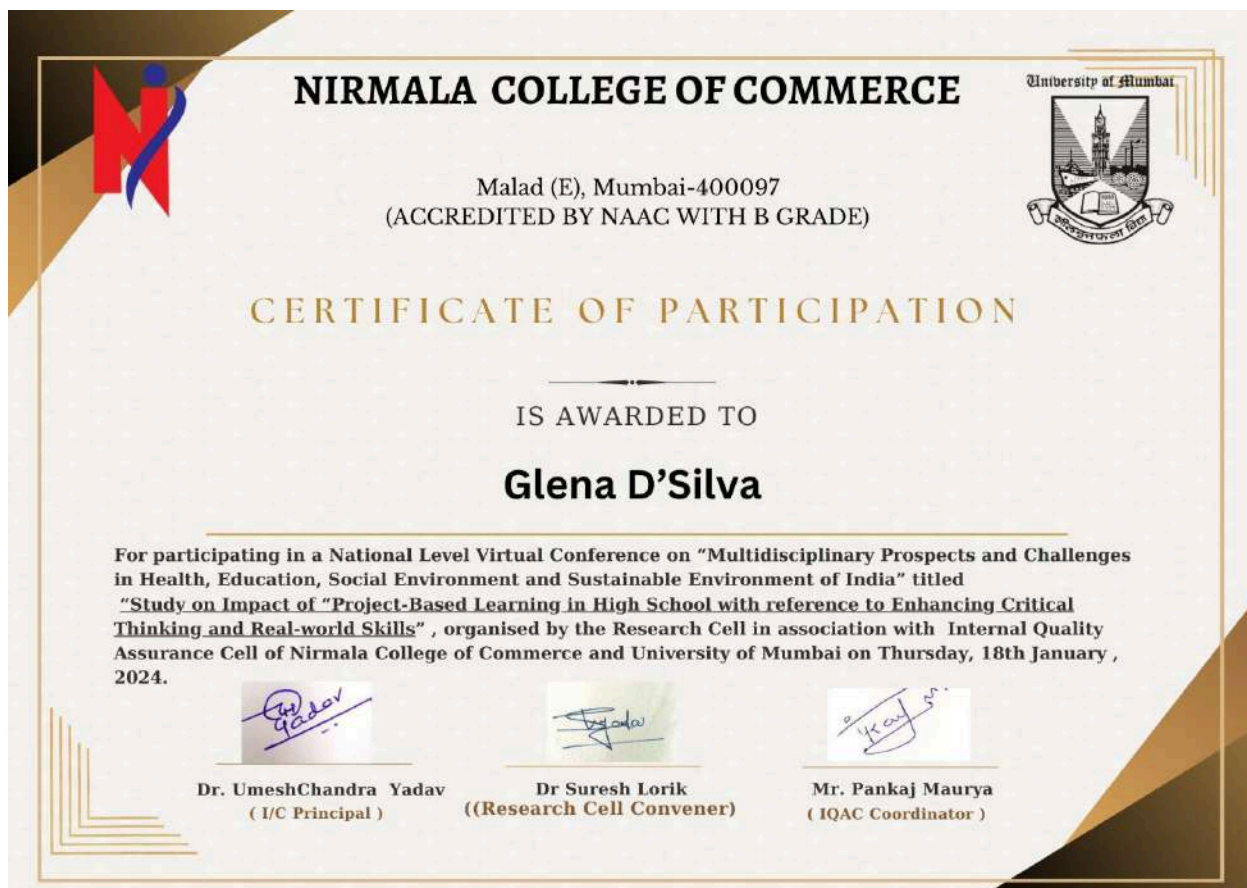 NIRMALA COLLEGE OF COMMERCE
University of Mumbai
Malad (E), Mumbai-400097
(ACCREDITED BY NAAC WITH B GRADE)
शीलवृत्तफला विद्या
CERTIFICATE OF PARTICIPATION
IS AWARDED TO
Glena D’Silva
For participating in a National Level Virtual Conference on “Multidisciplinary Prospects and Challenges
in Health, Education, Social Environment and Sustainable Environment of India” titled
“Study on Impact of “Project-Based Learning in High School with reference to Enhancing Critical
Thinking and Real-world Skills” , organised by the Research Cell in association with Internal Quality
Assurance Cell of Nirmala College of Commerce and University of Mumbai on Thursday, 18th January ,
2024.
Yadav
Dr. UmeshChandra Yadav
( I/C Principal )
Dr Suresh Lorik
((Research Cell Convener)
Mr. Pankaj Maurya
( IQAC Coordinator )